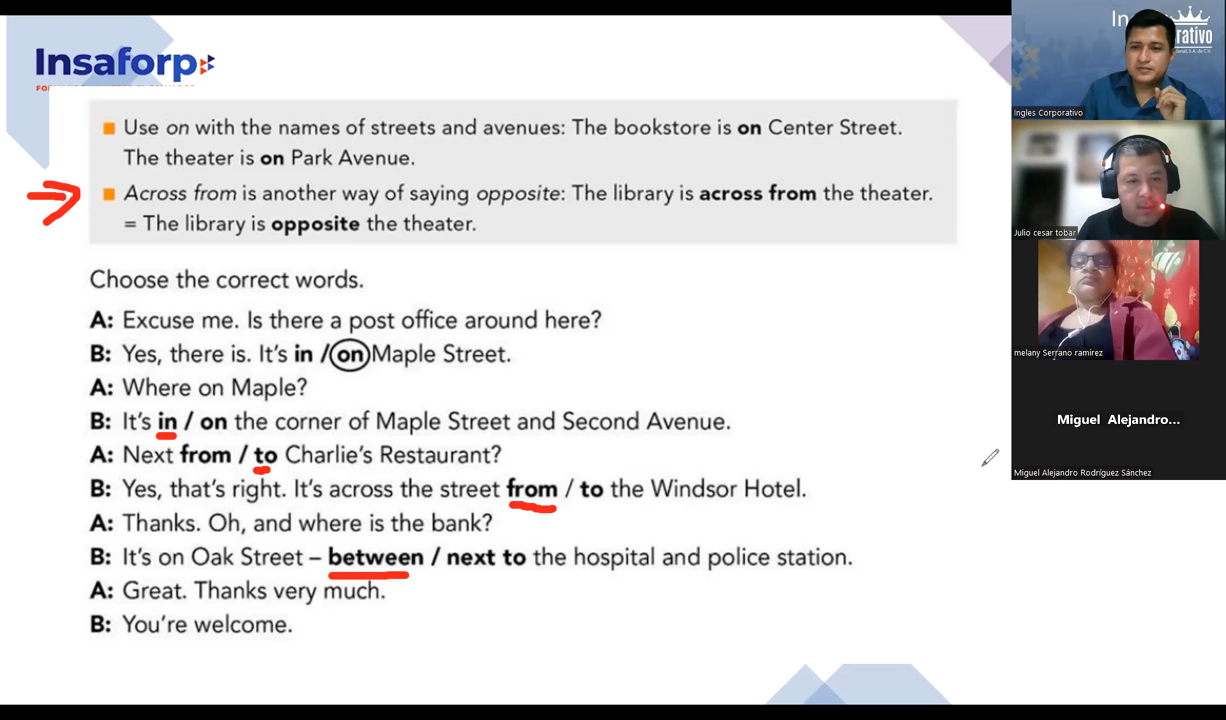 Insaforp
Use on with the names of streets and avenues: The bookstore is on Center Street.
The theater is on Park Avenue.
Across from is another way of saying opposite: The library is across from the theater.
= The library is opposite the theater.
Choose the correct words.
A: Excuse me. Is there a post office around here?
B: Yes, there is. It's in / on Maple Street.
A: Where on Maple?
B: It's in / on the corner of Maple Street and Second Avenue.
A: Next from / to Charlie's Restaurant?
B: Yes, that's right. It's across the street from / to the Windsor Hotel.
A: Thanks. Oh, and where is the bank?
B: It's on Oak Street – between / next to the hospital and police station.
A: Great. Thanks very much.
B: You're welcome.
Ingles Corporativo
Julio cesar tobar
melany Serrano ramirez
Miguel Alejandro...
Miguel Alejandro Rodríguez Sánchez